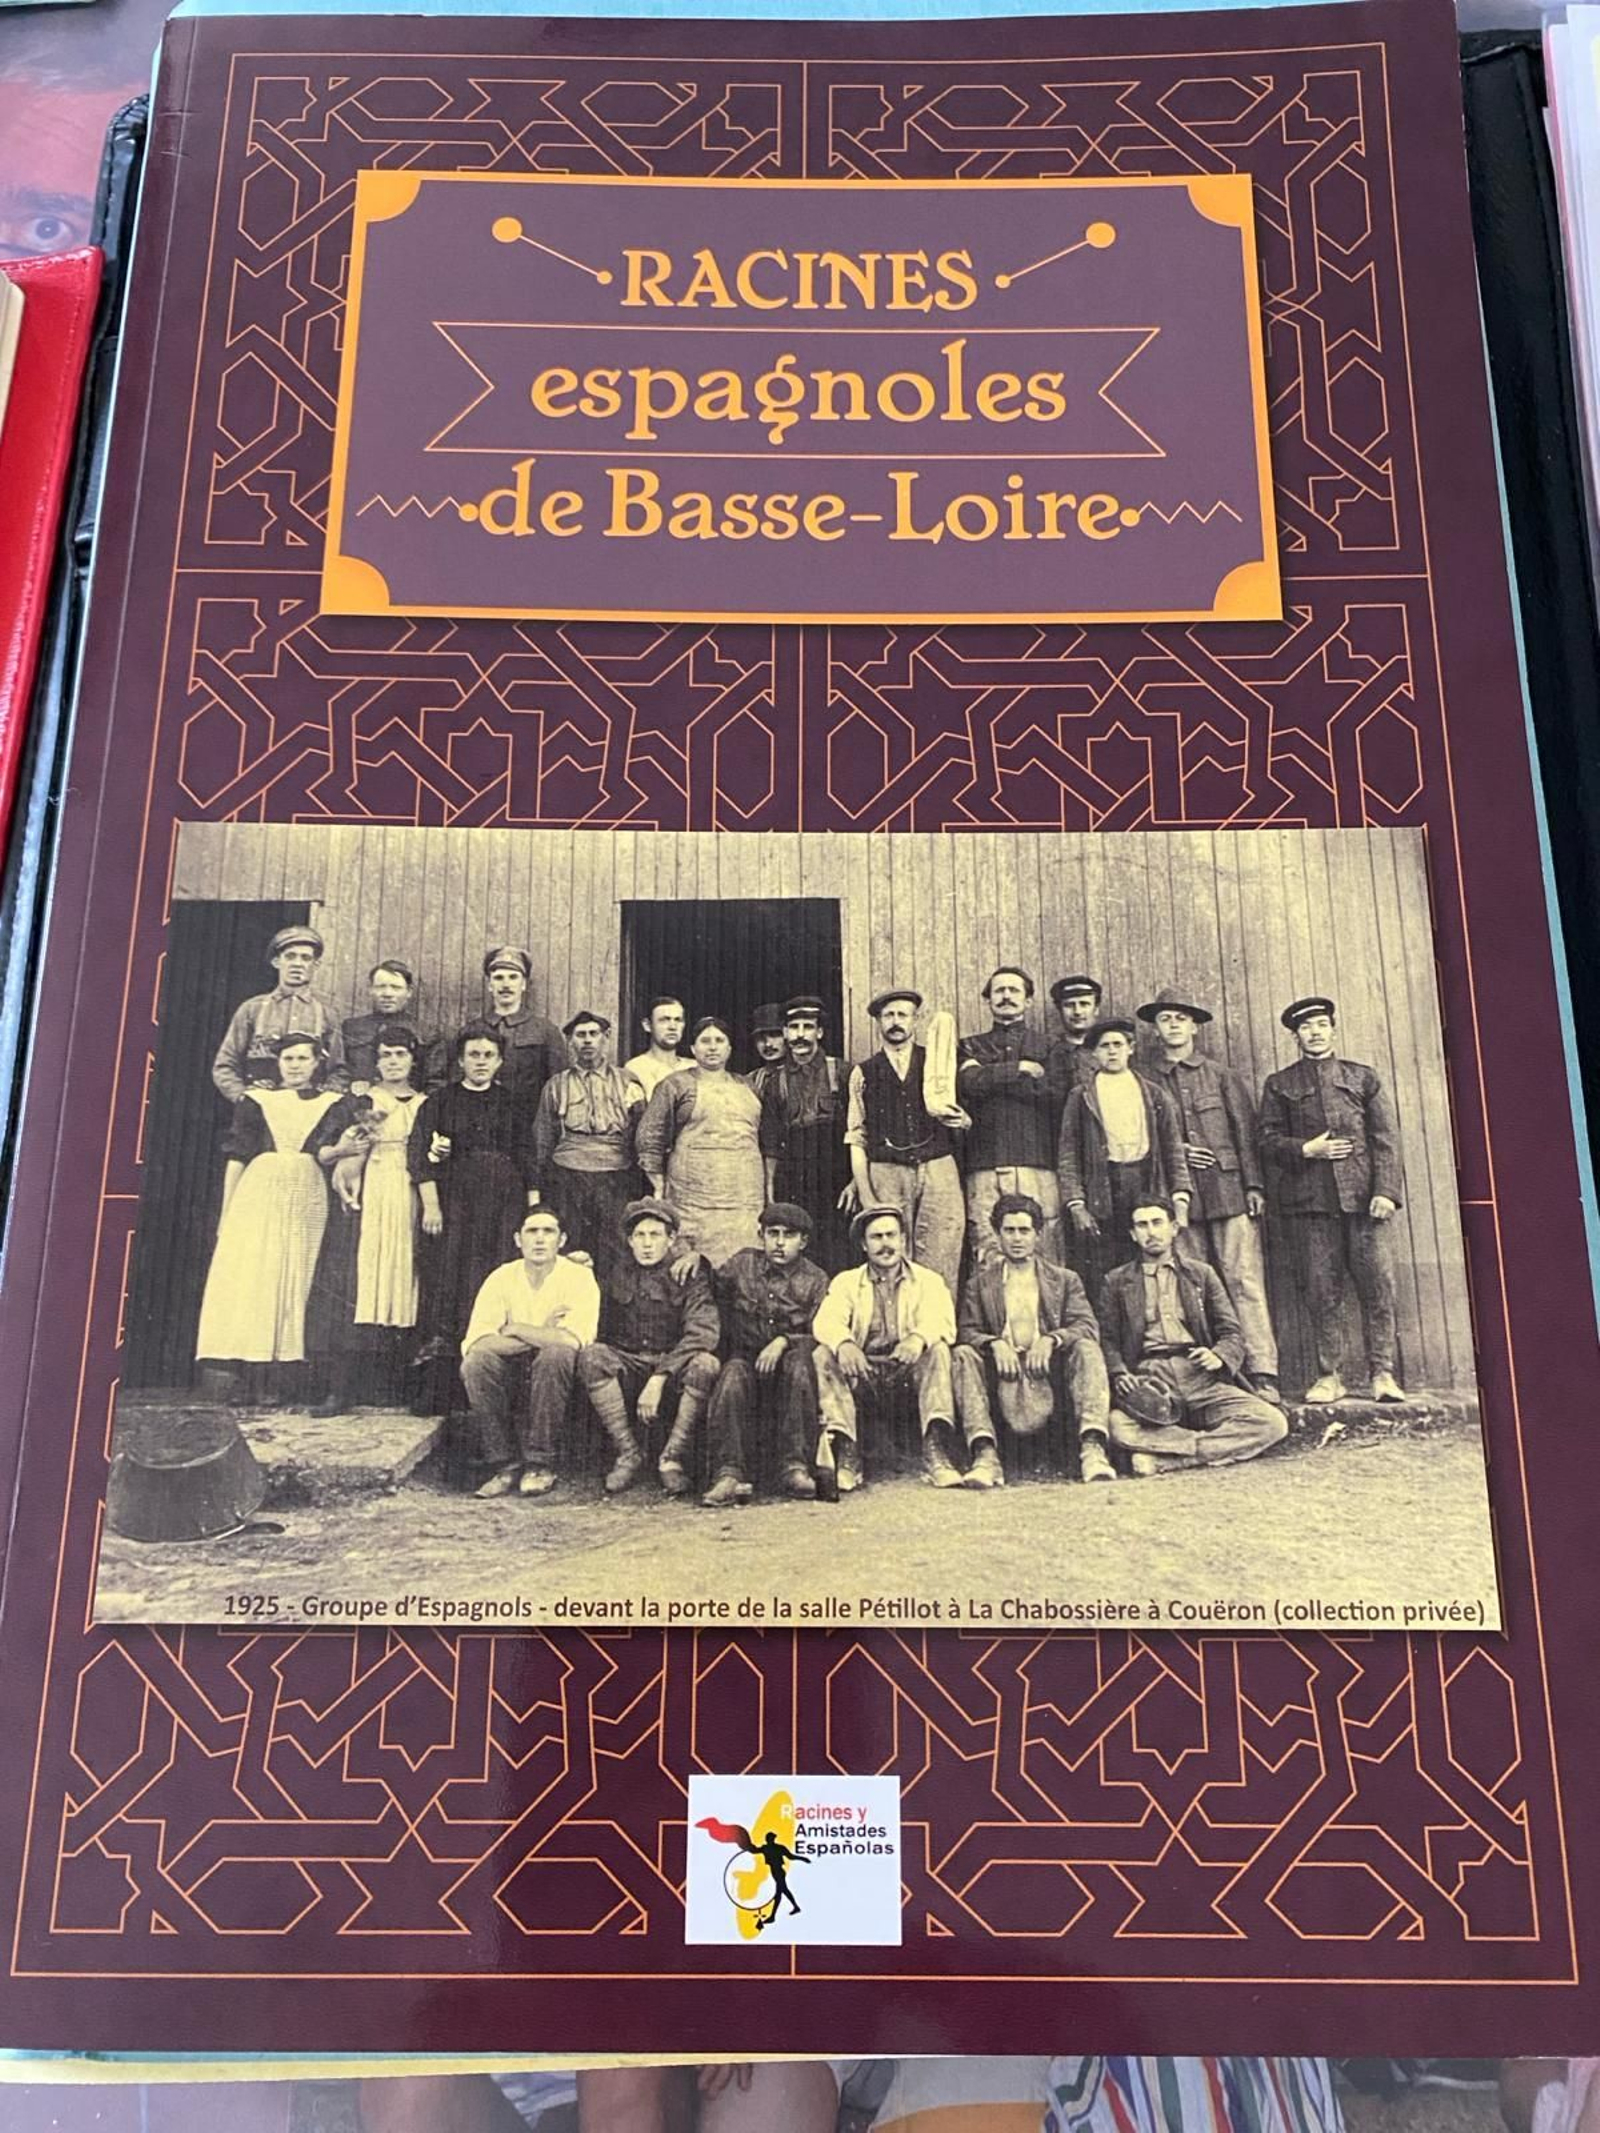 RACINES
espagnoles
de Basse-Loire
1925 - Groupe d'Espagnols - devant la porte de la salle Pétillot à La Chabossière à Couëron (collection privée)
Racines y
Amistades
Españolas